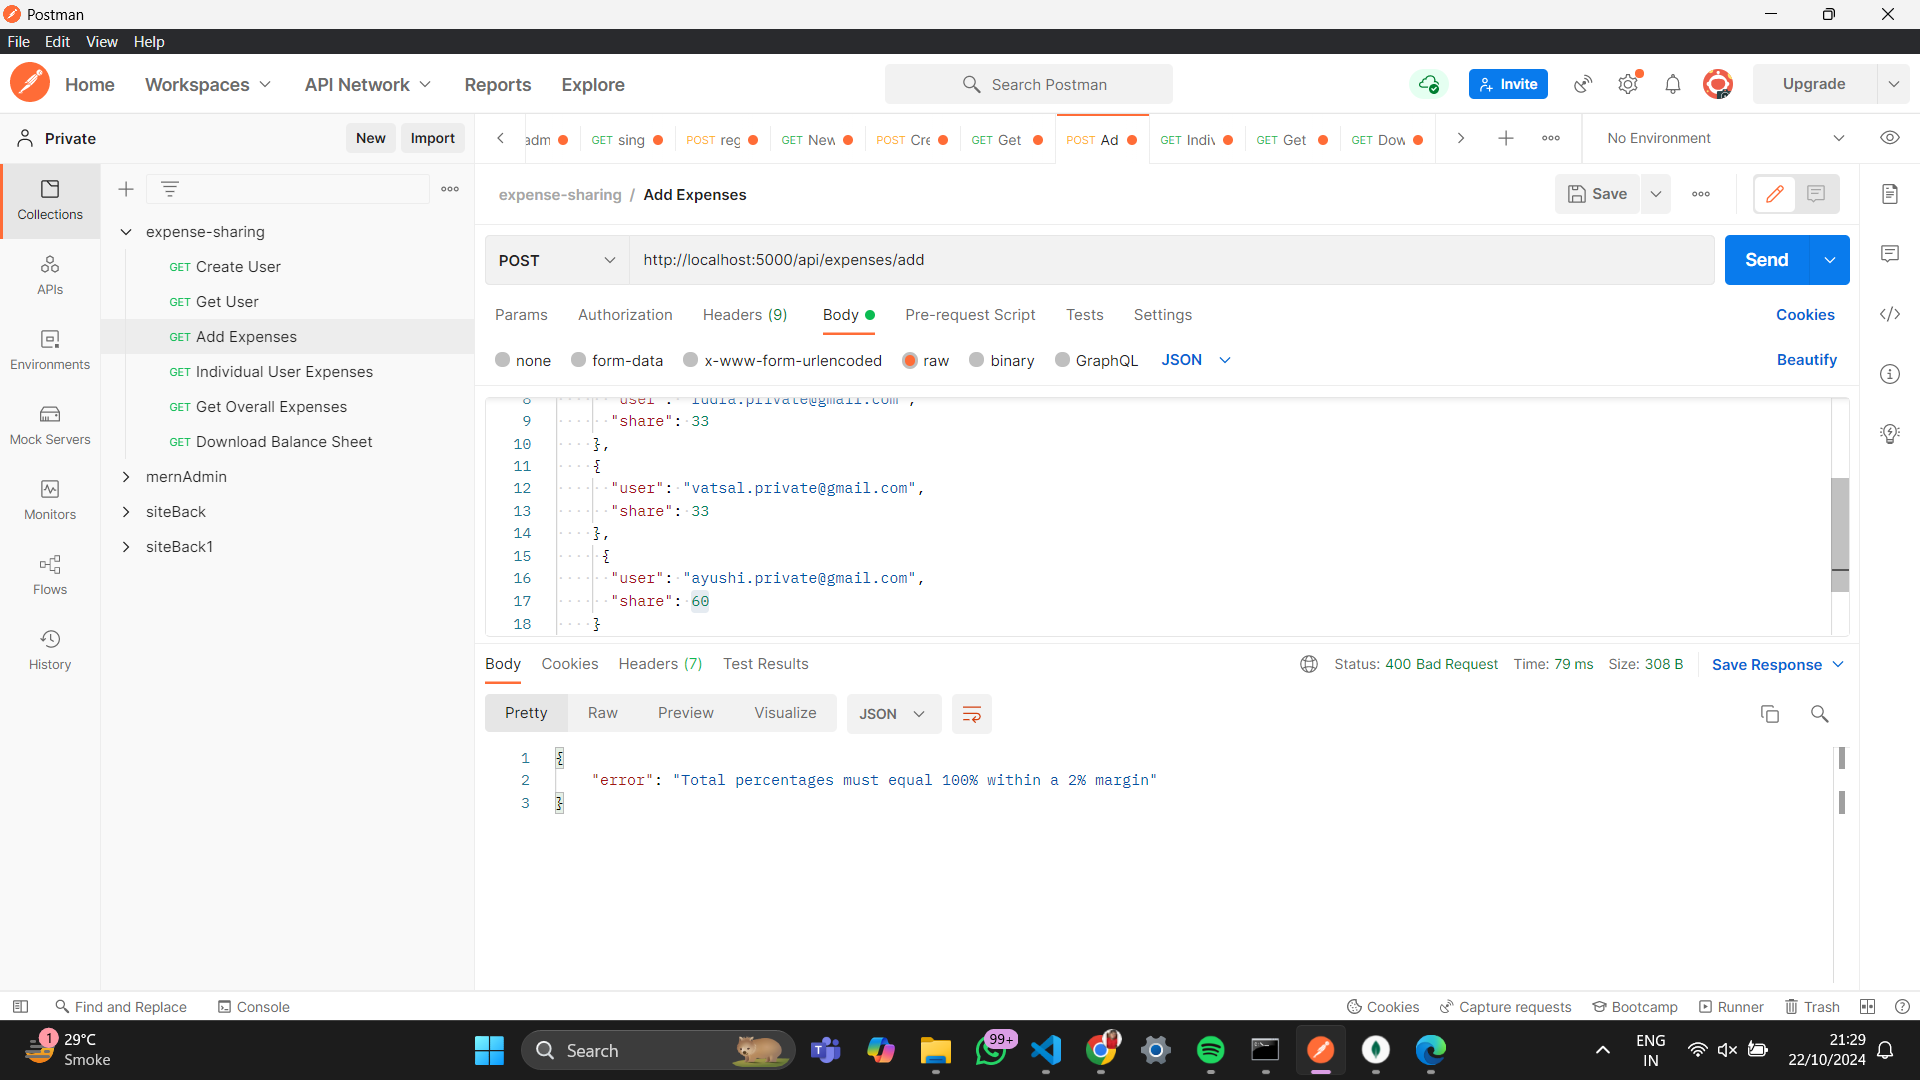 Postman
File Edit View Help
Home Workspaces API Network Reports Explore Search Postman Invite Upgrade
Private New Import adm GET sing POST reg GET New POST Cre GET Get POST Ad GET Indiv GET Get GET Dow No Environment
Collections
APIs
Environments
Mock Servers
Monitors
Flows
History
expense-sharing
GET Create User
GET Get User
GET Add Expenses
GET Individual User Expenses
GET Get Overall Expenses
GET Download Balance Sheet
mernAdmin
siteBack
siteBack1
expense-sharing / Add Expenses Save
POST http://localhost:5000/api/expenses/add Send
Params Authorization Headers (9) Body Pre-request Script Tests Settings Cookies
none form-data x-www-form-urlencoded raw binary GraphQL JSON Beautify
8 "user": .private@gmail.com",
9 "share": 33
10 },
11 {
12 "user": "vatsal.private@gmail.com",
13 "share": 33
14 },
15 {
16 "user": "ayushi.private@gmail.com",
17 "share": 60
18 }
Body Cookies Headers (7) Test Results Status: 400 Bad Request Time: 79 ms Size: 308 B Save Response
Pretty Raw Preview Visualize JSON
1 {
2 "error": "Total percentages must equal 100% within a 2% margin"
3 }
Find and Replace Console Cookies Capture requests Bootcamp Runner Trash
1 29°C
Smoke
Search
99+
ENG
IN
21:29
22/10/2024